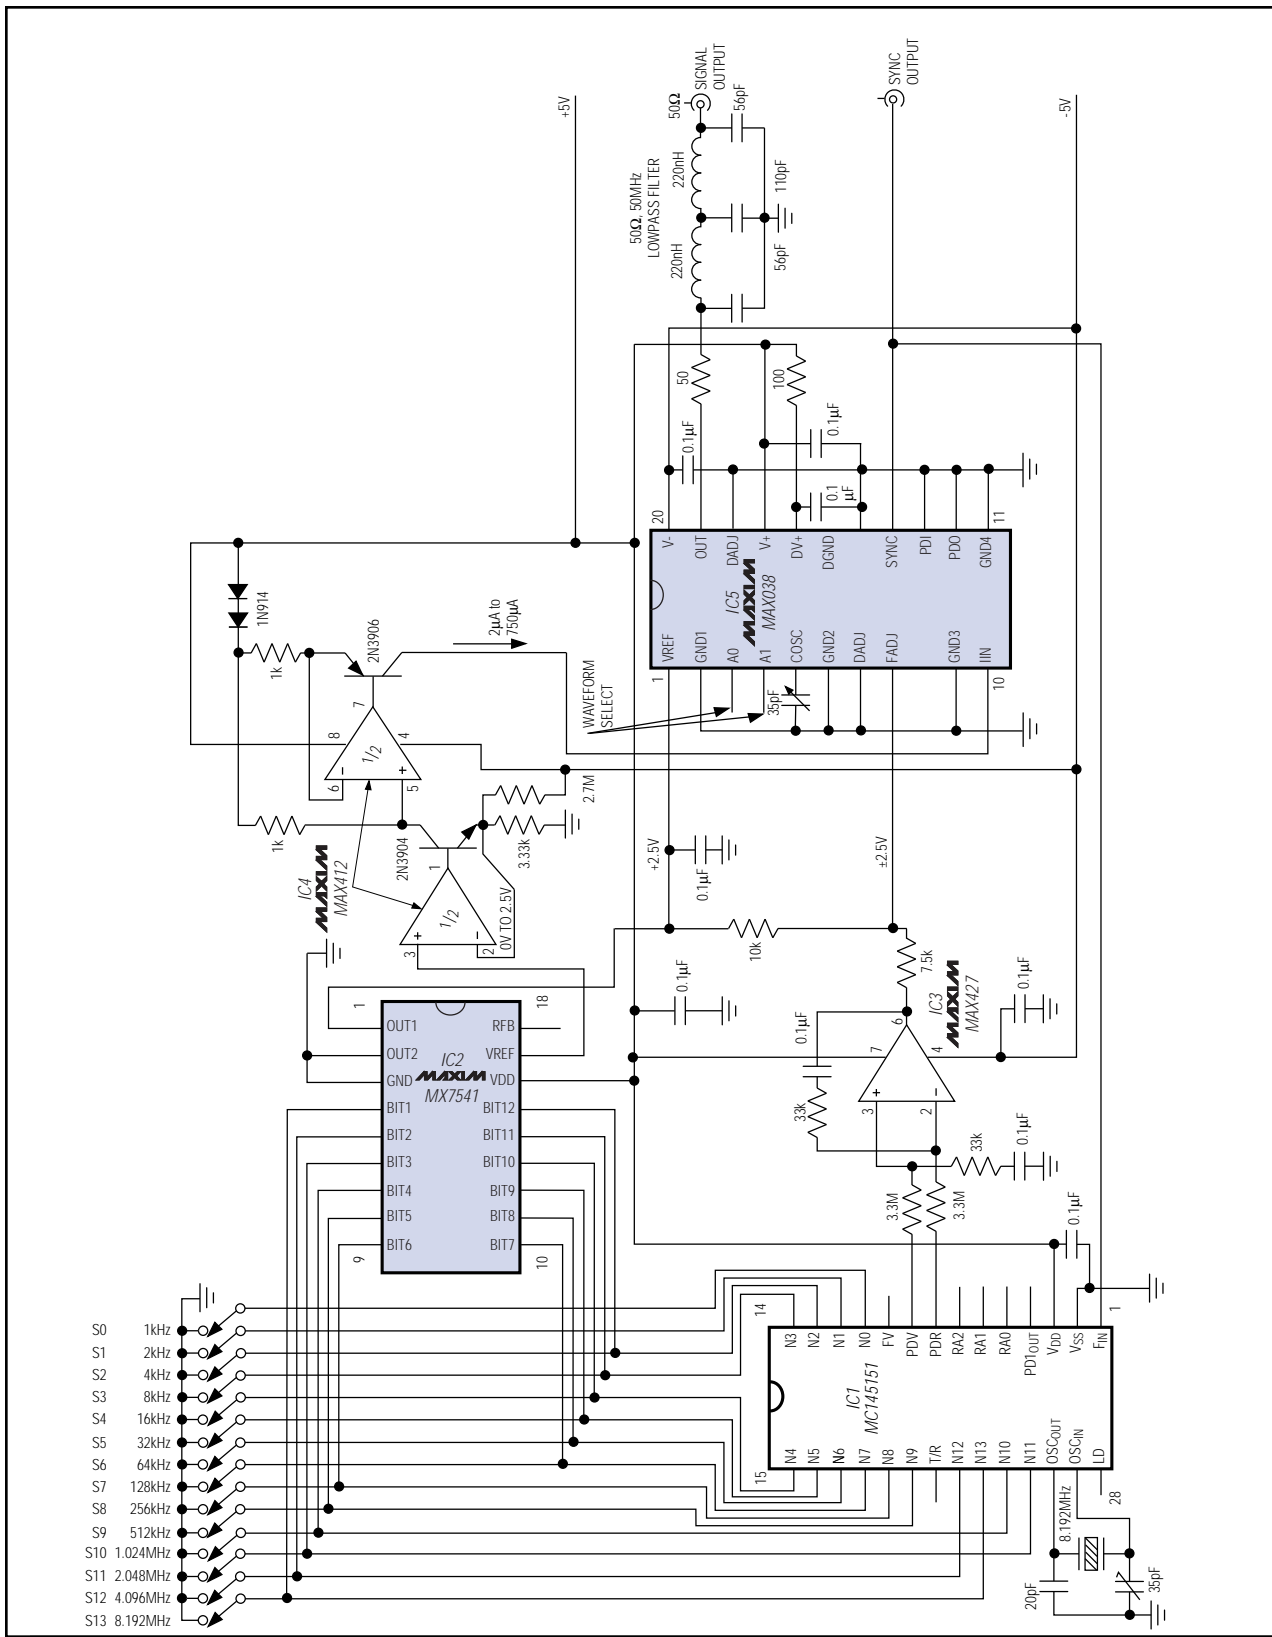 +5V
50Ω
SIGNAL
OUTPUT
SYNC
OUTPUT
-5V
56pF
220nH
110pF
50Ω, 50MHz
LOWPASS FILTER
220nH
56pF
50
100
0.1µF
0.1µF
0.1
µF
20
11
V-
OUT
DADJ
V+
DV+
DGND
SYNC
PDI
PDO
GND4
IC5
MAXIM
MAX038
VREF
GND1
A0
A1
COSC
GND2
DADJ
FADJ
GND3
IIN
1
10
35pF
WAVEFORM
SELECT
1N914
1k
2N3906
2µA to
750µA
7
8
4
1/2
-
+
6
5
1k
2N3904
2.7M
3.33k
IC4
MAXIM
MAX412
1
1/2
+
-
3
2
0V TO 2.5V
+2.5V
0.1µF
±2.5V
10k
7.5k
0.1µF
IC3
MAXIM
MAX427
0.1µF
0.1µF
6
7
4
+
-
3
2
33k
33k
0.1µF
3.3M
3.3M
0.1µF
1
18
OUT1
RFB
OUT2
VREF
GND
VDD
IC2
MAXIM
MX7541
BIT1
BIT12
BIT2
BIT11
BIT3
BIT10
BIT4
BIT9
BIT5
BIT8
BIT6
BIT7
9
10
14
1
N3
N2
N1
N0
FV
PDV
PDR
RA2
RA1
RA0
PD1OUT
VDD
VSS
FIN
IC1
MC145151
15
28
N4
N5
N6
N7
N8
N9
T/R
N12
N13
N10
N11
OSCOUT
OSCIN
LD
8.192MHz
20pF
35pF
S0 1kHz
S1 2kHz
S2 4kHz
S3 8kHz
S4 16kHz
S5 32kHz
S6 64kHz
S7 128kHz
S8 256kHz
S9 512kHz
S10 1.024MHz
S11 2.048MHz
S12 4.096MHz
S13 8.192MHz